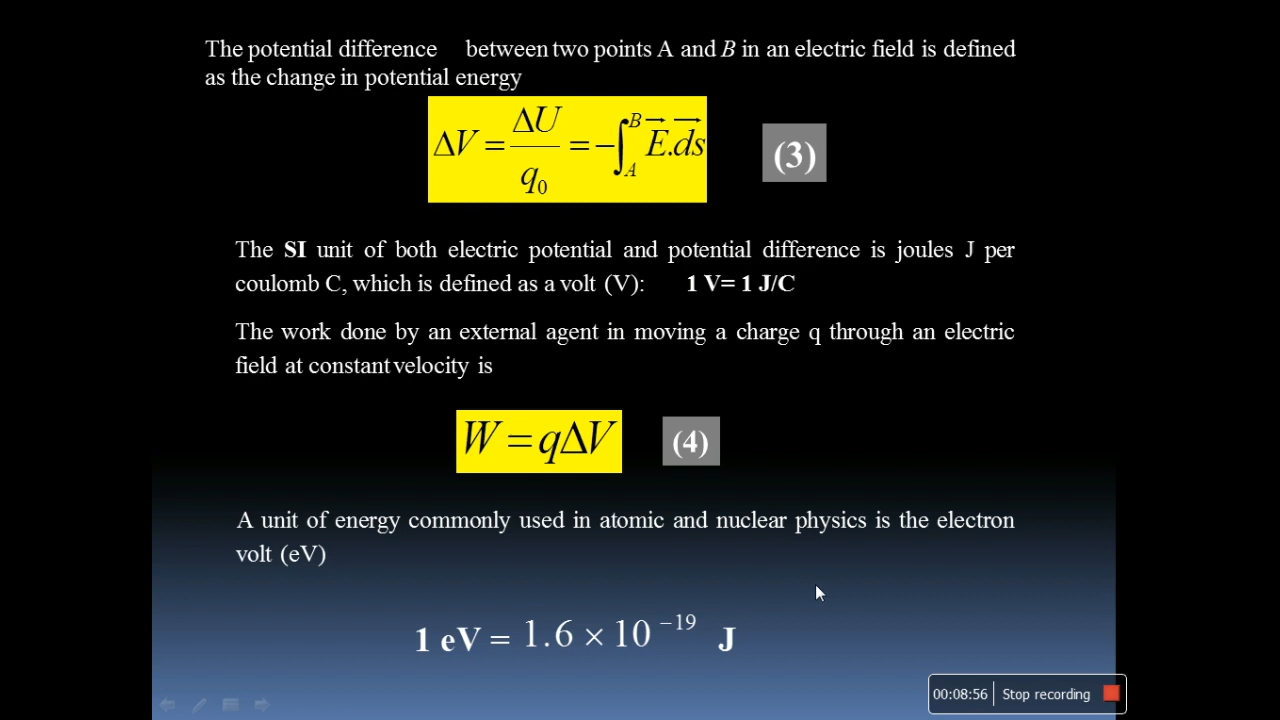 The potential difference between two points A and B in an electric field is defined
as the change in potential energy
ΔV = ΔU/q₀ = −∫_A^B E⃗.ds⃗ (3)
The SI unit of both electric potential and potential difference is joules J per
coulomb C, which is defined as a volt (V): 1 V= 1 J/C
The work done by an external agent in moving a charge q through an electric
field at constant velocity is
W = qΔV (4)
A unit of energy commonly used in atomic and nuclear physics is the electron
volt (eV)
1 eV = 1.6 × 10⁻¹⁹ J
00:08:56 Stop recording